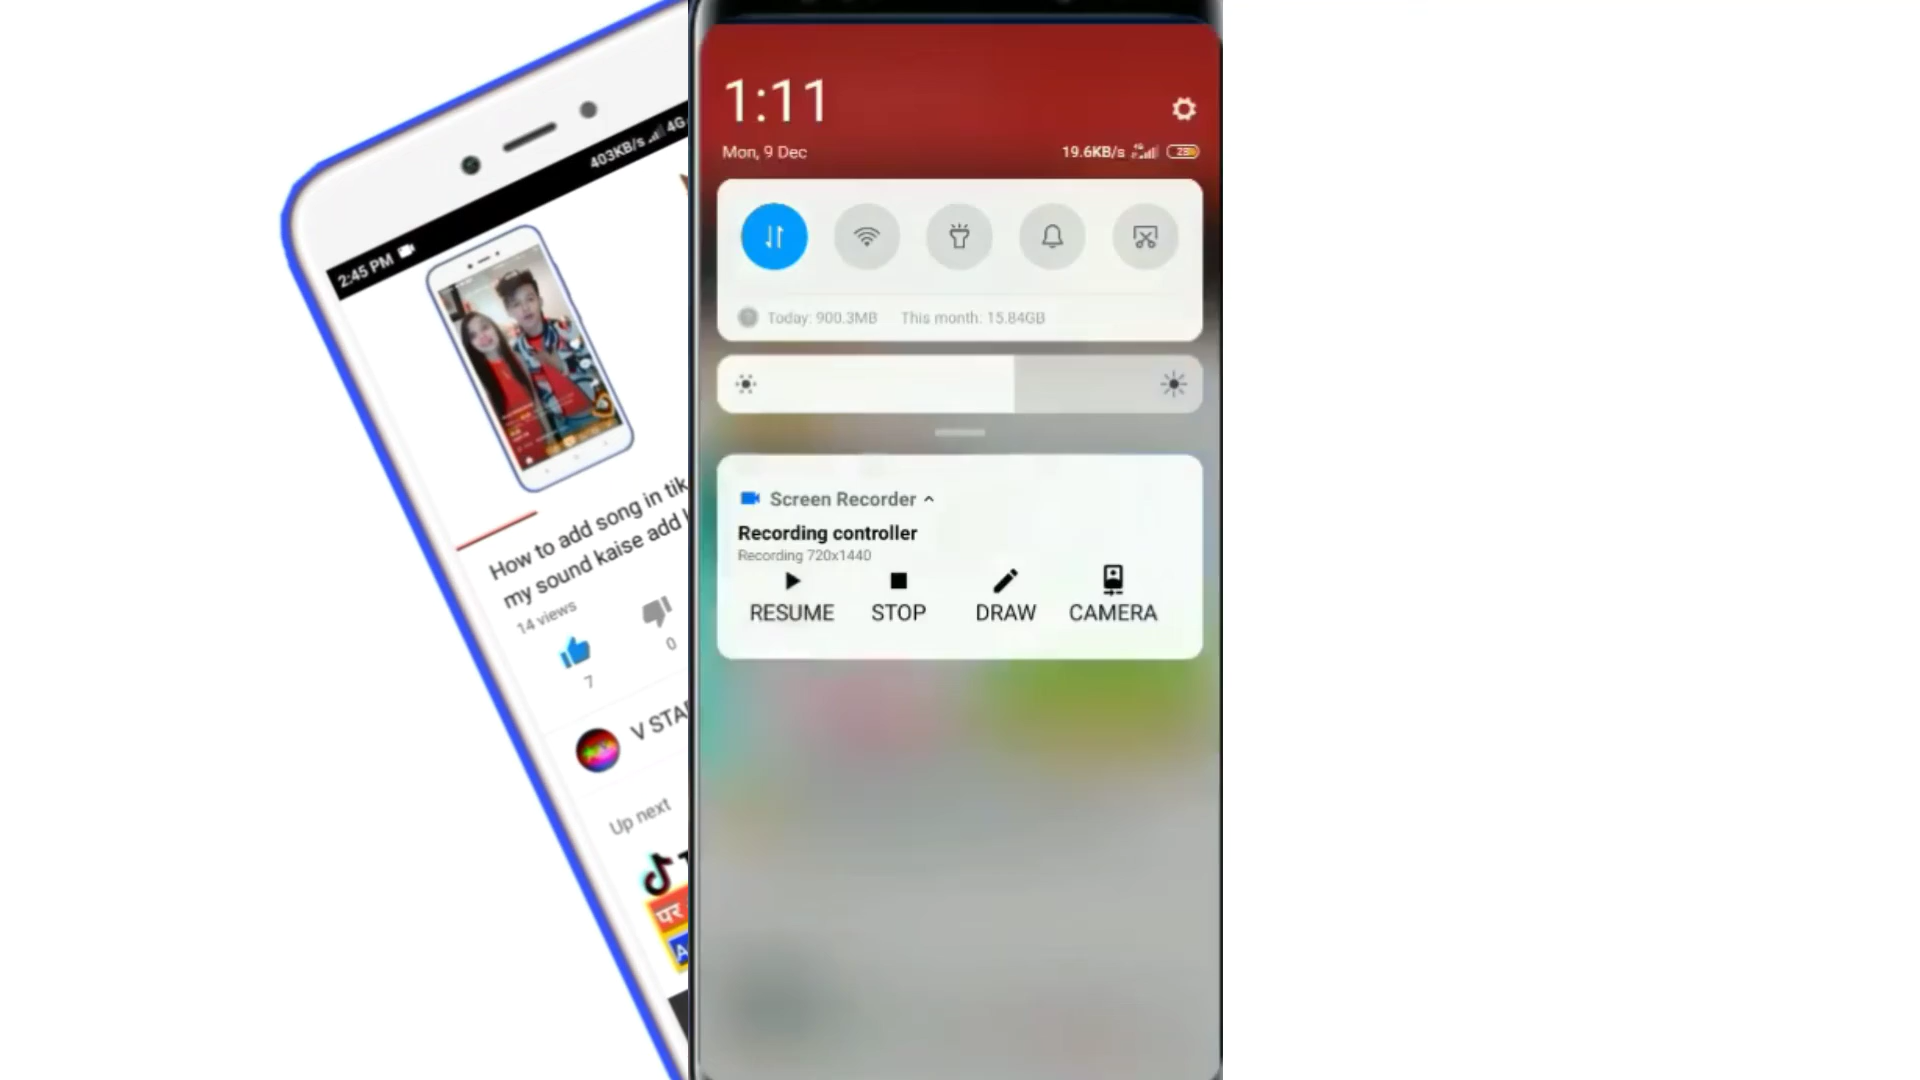 403KB/s 4G
2:45 PM
How to add song in tik
my sound kaise add
14 views
0
7
V STA
Up next
पर
A
1:11
Mon, 9 Dec
19.6KB/s
Today: 900.3MB This month: 15.84GB
Screen Recorder
Recording controller
Recording 720x1440
RESUME STOP DRAW CAMERA